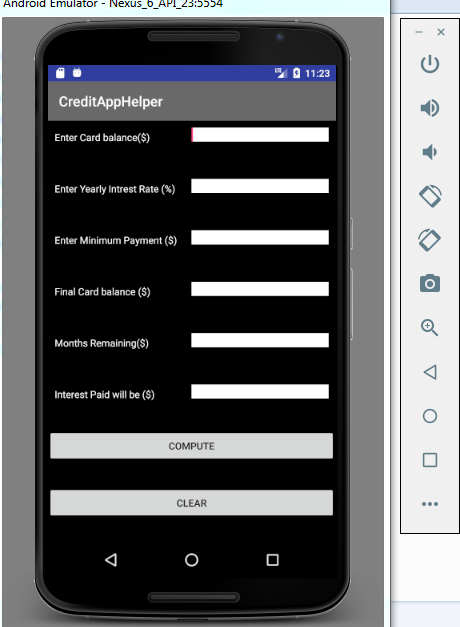 Android Emulator - Nexus_6_API_23:5554
LTE 11:23
CreditAppHelper
Enter Card balance($)
Enter Yearly Intrest Rate (%)
Enter Minimum Payment ($)
Final Card balance ($)
Months Remaining($)
Interest Paid will be ($)
COMPUTE
CLEAR